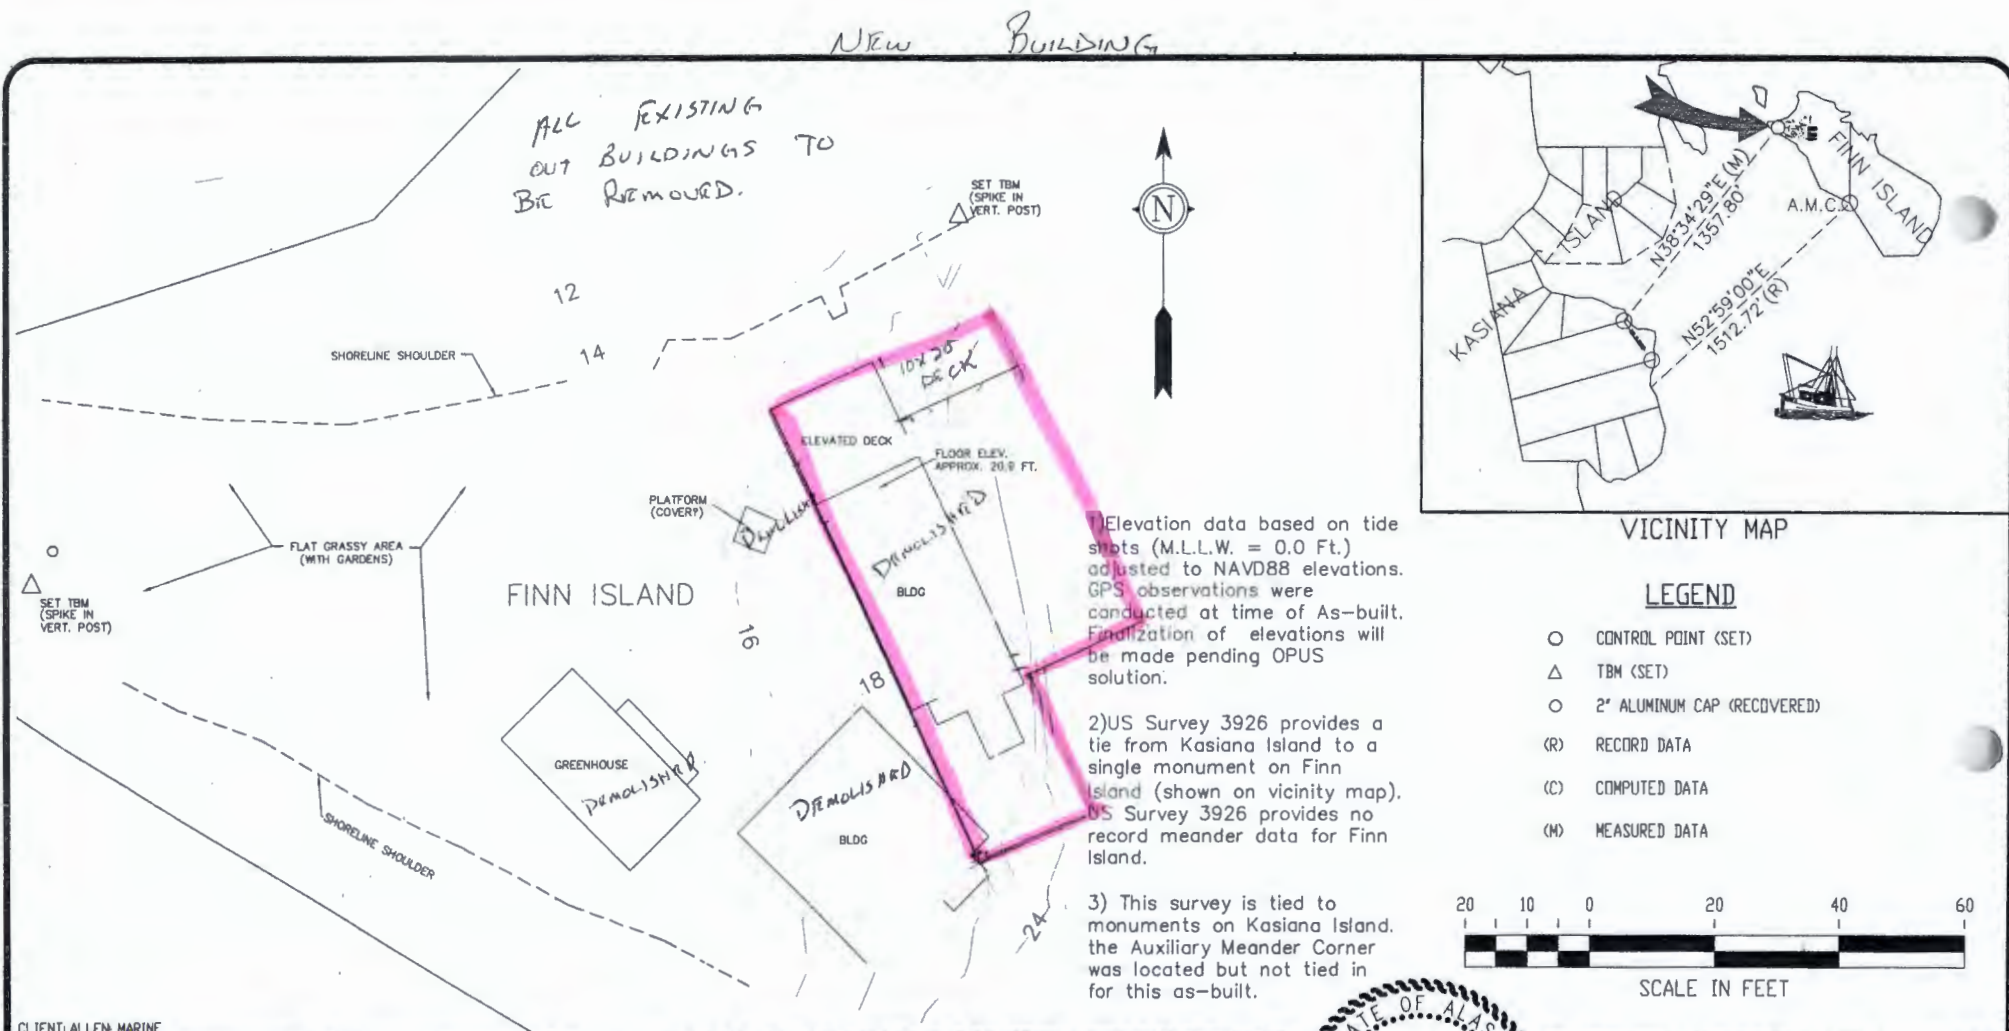 NEW BUILDING
ALL EXISTING
OUT BUILDINGS TO
BE REMOVED.
SET TBM
(SPIKE IN
VERT. POST)
N
12
14
SHORELINE SHOULDER
10X20
DECK
ELEVATED DECK
FLOOR ELEV.
APPROX. 20.9 FT.
PLATFORM
(COVER?)
DEMOLISHED
BLDG
FLAT GRASSY AREA
(WITH GARDENS)
SET TBM
(SPIKE IN
VERT. POST)
FINN ISLAND
16
18
GREENHOUSE
DEMOLISHED
DEMOLISHED
BLDG
SHORELINE SHOULDER
24
CLIENT: ALLEN MARINE
1)Elevation data based on tide
shots (M.L.L.W. = 0.0 Ft.)
adjusted to NAVD88 elevations.
GPS observations were
conducted at time of As-built.
Finalization of elevations will
be made pending OPUS
solution.
2)US Survey 3926 provides a
tie from Kasiana Island to a
single monument on Finn
Island (shown on vicinity map).
US Survey 3926 provides no
record meander data for Finn
Island.
3) This survey is tied to
monuments on Kasiana Island.
the Auxiliary Meander Corner
was located but not tied in
for this as-built.
KASIANA ISLAND
FINN ISLAND
A.M.C.
N38°34'29"E (M)
1357.80'
N52°59'00"E
1512.72' (R)
VICINITY MAP
LEGEND
CONTROL POINT (SET)
TBM (SET)
2" ALUMINUM CAP (RECOVERED)
(R) RECORD DATA
(C) COMPUTED DATA
(M) MEASURED DATA
20 10 0 20 40 60
SCALE IN FEET
OF